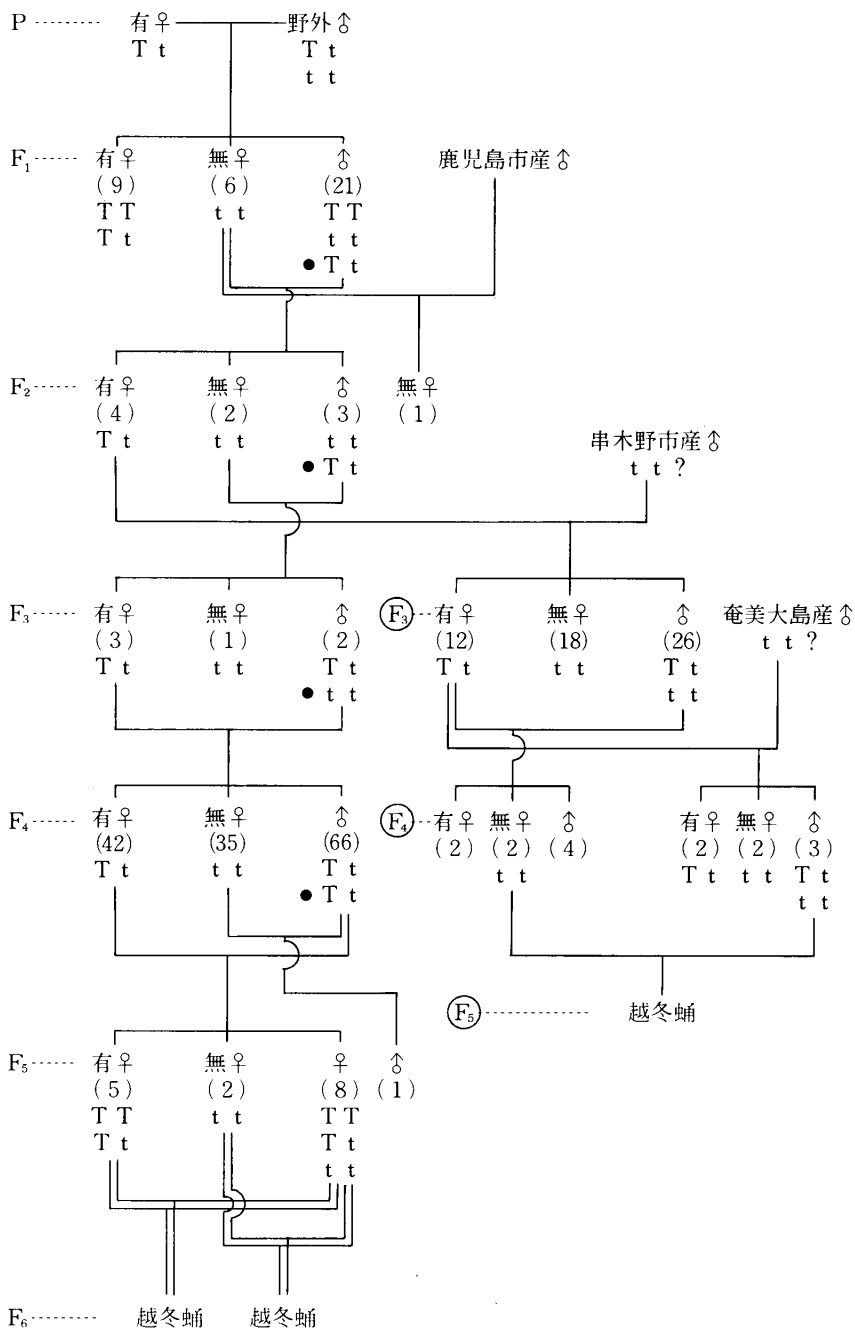 P ········ 有♀ 野外♂
T t T t
t t
F₁ ······ 有♀ 無♀ ♂ 鹿児島市産♂
(9) (6) (21)
T T t t T T
T t t t
● T t
F₂ ······ 有♀ 無♀ ♂ 無♀
(4) (2) (3) (1)
T t t t t t 串木野市産♂
● T t t t ?
F₃ ······ 有♀ 無♀ ♂ Ⓕ₃ ·· 有♀ 無♀ ♂ 奄美大島産♂
(3) (1) (2) (12) (18) (26) t t ?
T t t t T t T t t t T t
● t t t t
F₄ ······ 有♀ 無♀ ♂ Ⓕ₄ ·· 有♀ 無♀ ♂ 有♀ 無♀ ♂
(42) (35) (66) (2) (2) (4) (2) (2) (3)
T t t t T t t t T t t t T t
● T t t t
Ⓕ₅ ············ 越冬蛹
F₅ ······ 有♀ 無♀ ♀ ♂
(5) (2) (8) (1)
T T t t T T
T t T t
t t
F₆ ········ 越冬蛹 越冬蛹